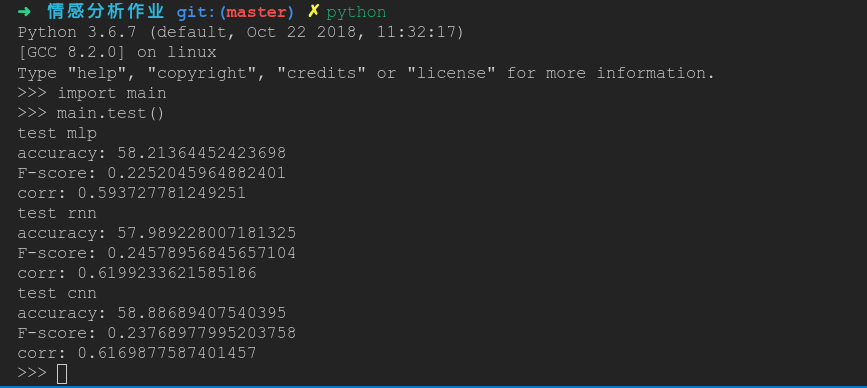 ➜ 情感分析作业 git:(master) ✗ python
Python 3.6.7 (default, Oct 22 2018, 11:32:17)
[GCC 8.2.0] on linux
Type "help", "copyright", "credits" or "license" for more information.
>>> import main
>>> main.test()
test mlp
accuracy: 58.21364452423698
F-score: 0.2252045964882401
corr: 0.593727781249251
test rnn
accuracy: 57.989228007181325
F-score: 0.24578956845657104
corr: 0.6199233621585186
test cnn
accuracy: 58.88689407540395
F-score: 0.23768977995203758
corr: 0.6169877587401457
>>>